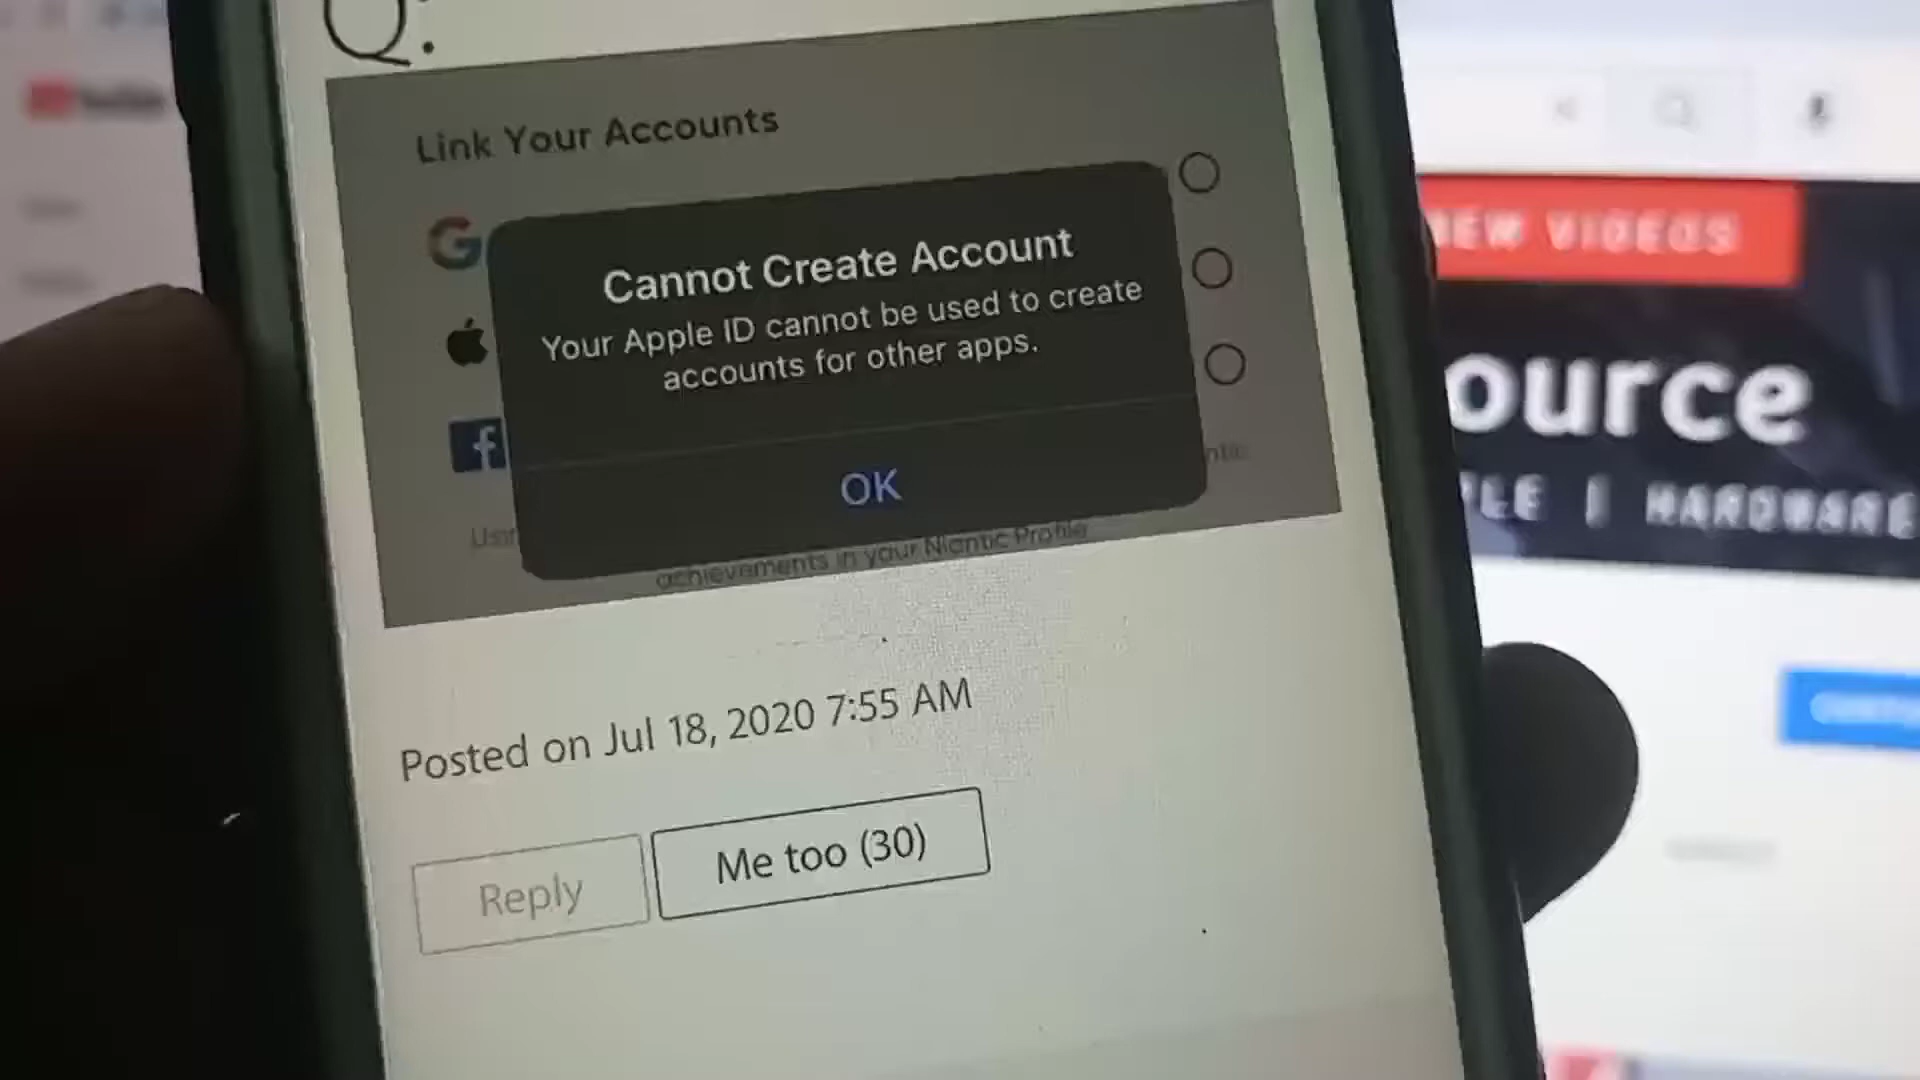 Q.
Link Your Accounts
Cannot Create Account
Your Apple ID cannot be used to create
accounts for other apps.
OK
achievements in your Niantic Profile
Posted on Jul 18, 2020 7:55 AM
Reply
Me too (30)
YouTube
NEW VIDEOS
ource
PLE | HARDWARE